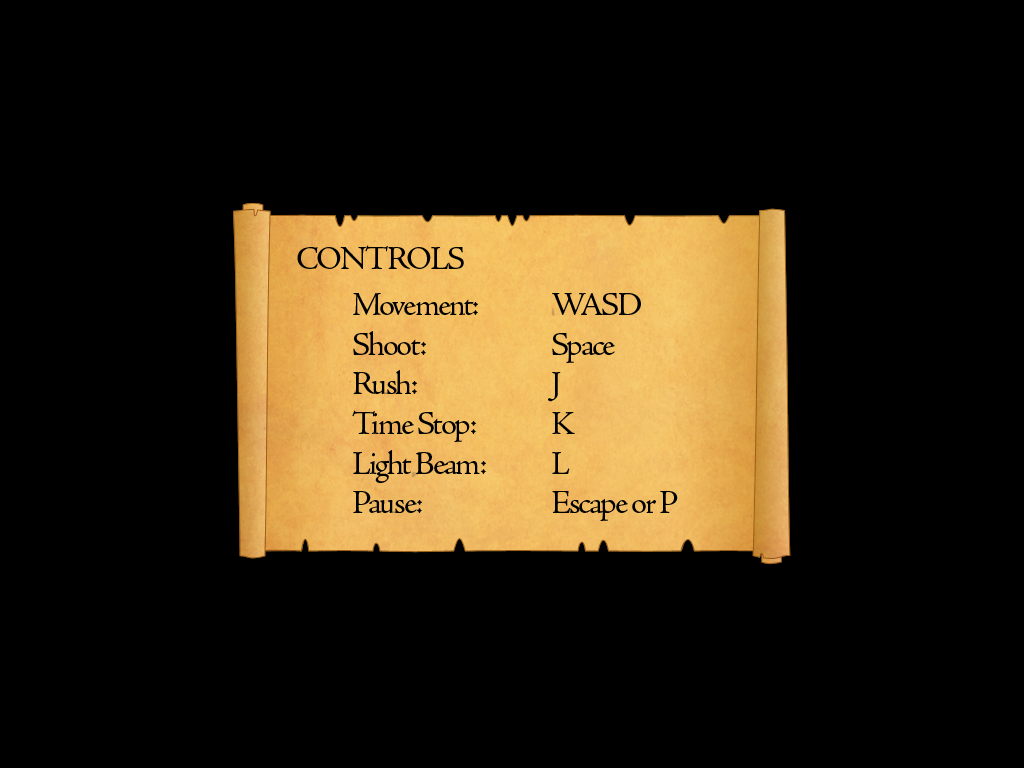 CONTROLS
Movement: WASD
Shoot: Space
Rush: J
Time Stop: K
Light Beam: L
Pause: Escape or P